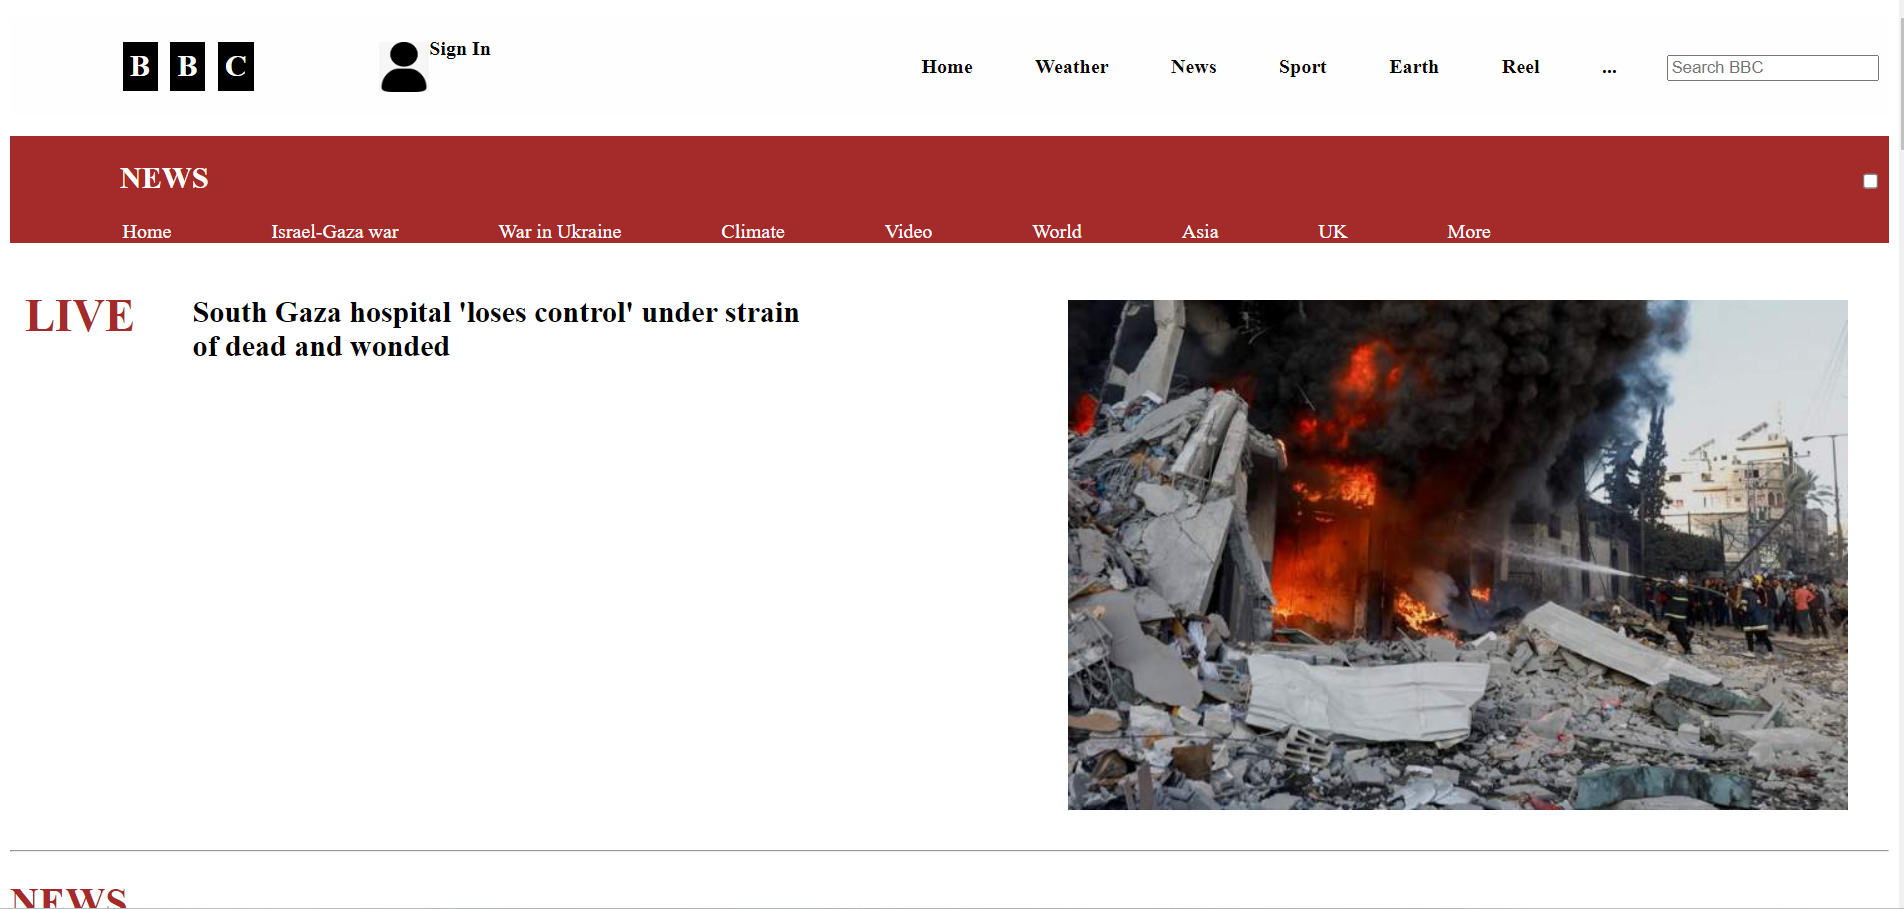 B B C
Sign In
Home Weather News Sport Earth Reel ... Search BBC
NEWS
Home Israel-Gaza war War in Ukraine Climate Video World Asia UK More
LIVE
South Gaza hospital 'loses control' under strain
of dead and wonded
NEWS